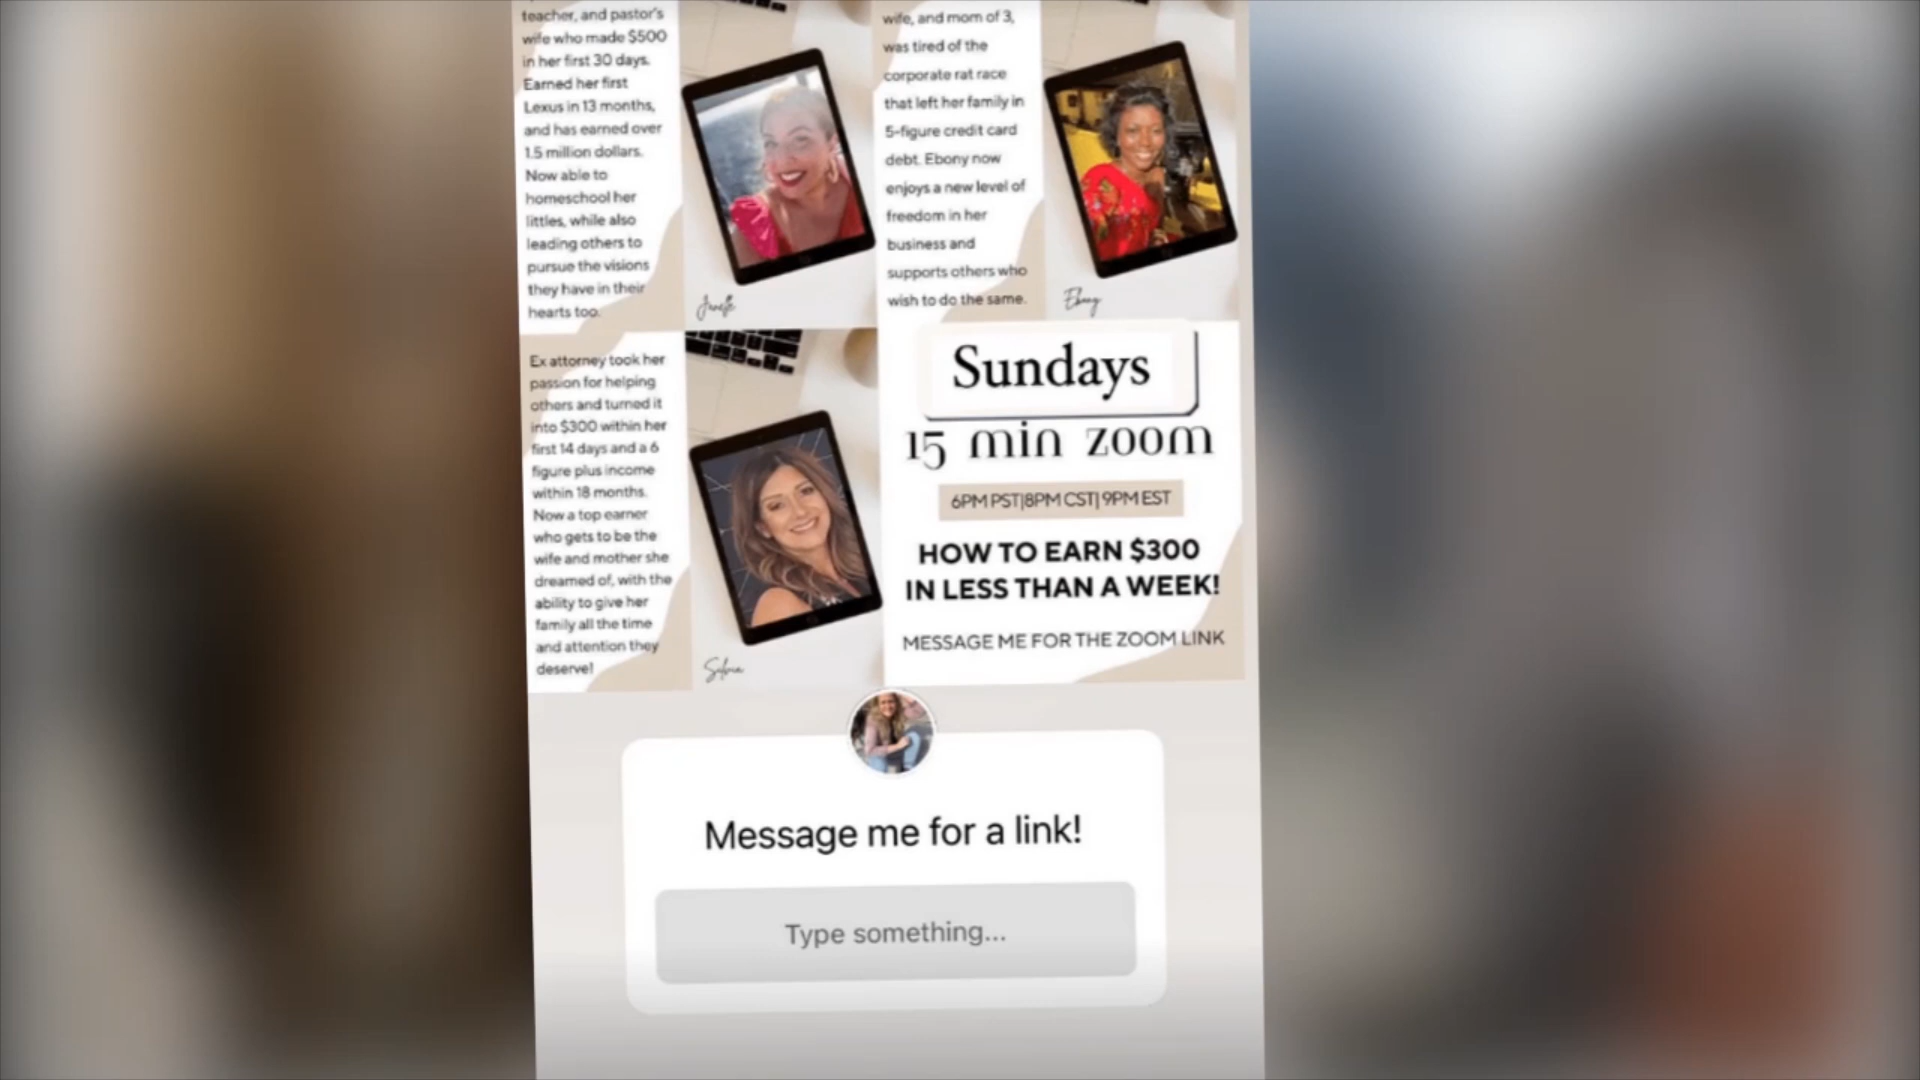 teacher, and pastor's
wife who made $500
in her first 30 days.
Earned her first
Lexus in 13 months,
and has earned over
1.5 million dollars.
Now able to
homeschool her
littles, while also
leading others to
pursue the visions
they have in their
hearts too.
wife, and mom of 3,
was tired of the
corporate rat race
that left her family in
5-figure credit card
debt. Ebony now
enjoys a new level of
freedom in her
business and
supports others who
wish to do the same.
Ebony
Ex attorney took her
passion for helping
others and turned it
into $300 within her
first 14 days and a 6
figure plus income
within 18 months.
Now a top earner
who gets to be the
wife and mother she
dreamed of, with the
ability to give her
family all the time
and attention they
deserve!
Sundays
15 min zoom
6PM PST|8PM CST|9PM EST
HOW TO EARN $300
IN LESS THAN A WEEK!
MESSAGE ME FOR THE ZOOM LINK
Message me for a link!
Type something...